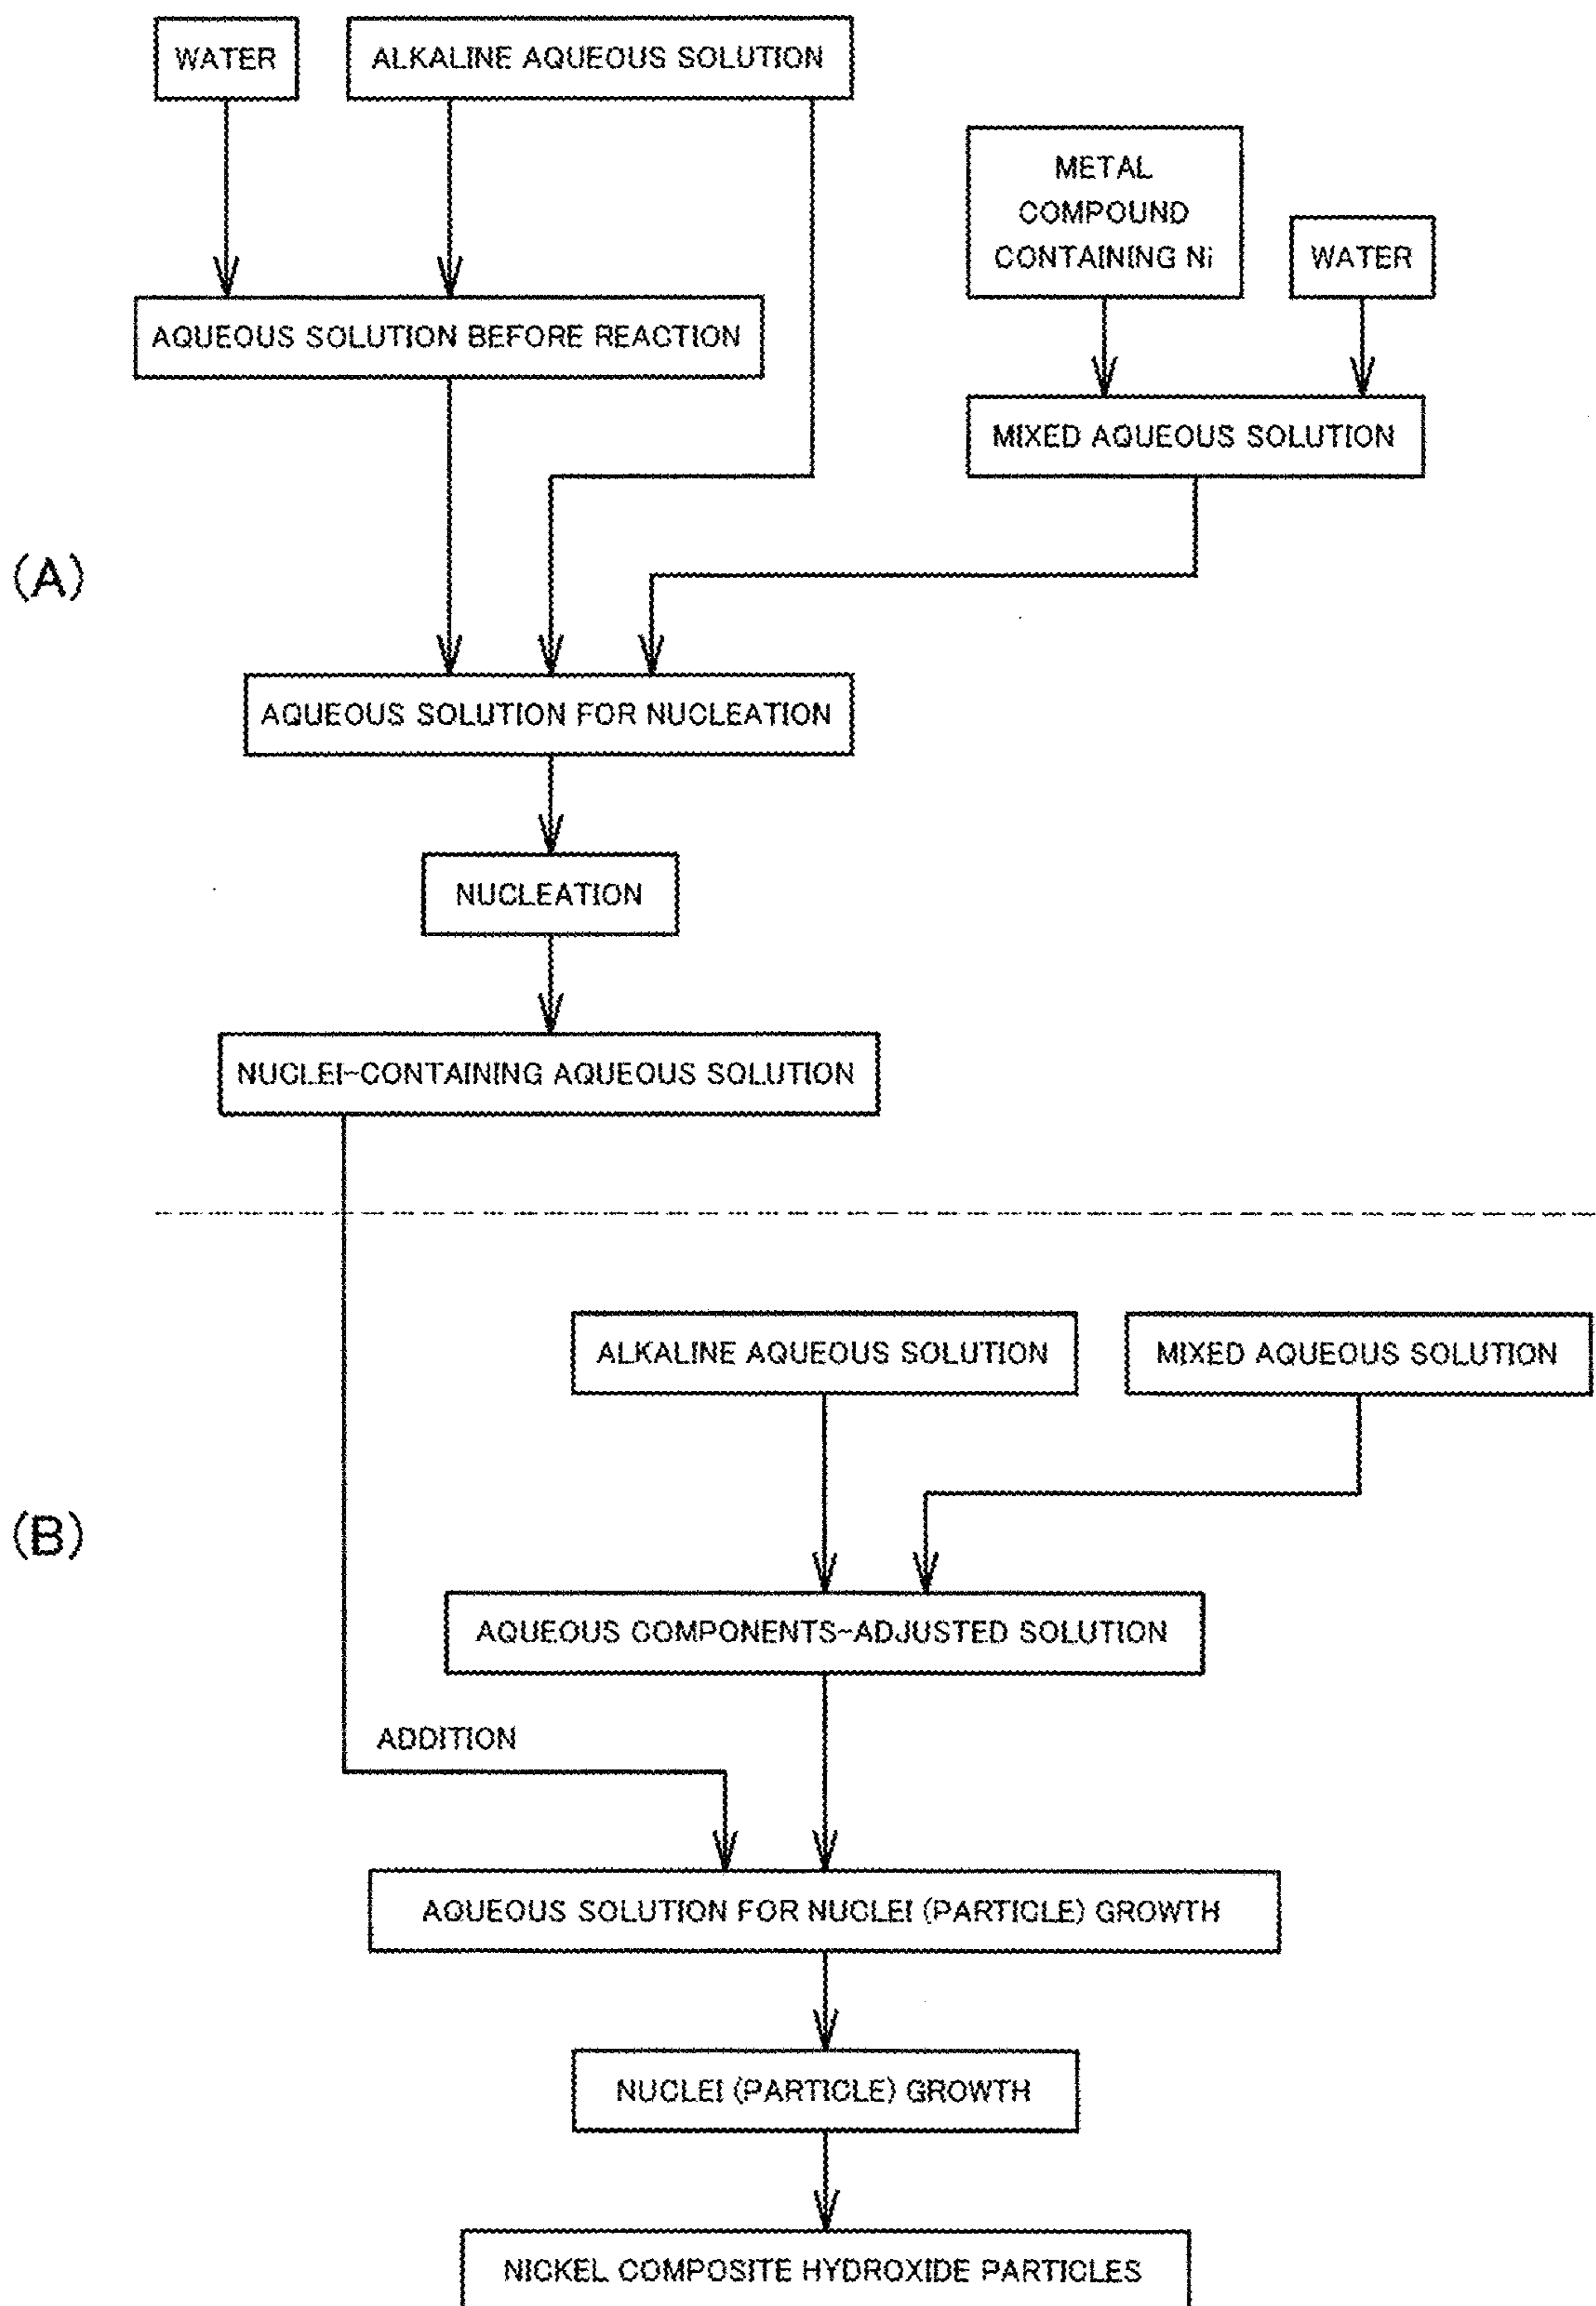 WATER
ALKALINE AQUEOUS SOLUTION
METAL
COMPOUND
CONTAINING Ni
WATER
AQUEOUS SOLUTION BEFORE REACTION
MIXED AQUEOUS SOLUTION
(A)
AQUEOUS SOLUTION FOR NUCLEATION
NUCLEATION
NUCLEI-CONTAINING AQUEOUS SOLUTION
ALKALINE AQUEOUS SOLUTION
MIXED AQUEOUS SOLUTION
(B)
AQUEOUS COMPONENTS-ADJUSTED SOLUTION
ADDITION
AQUEOUS SOLUTION FOR NUCLEI (PARTICLE) GROWTH
NUCLEI (PARTICLE) GROWTH
NICKEL COMPOSITE HYDROXIDE PARTICLES